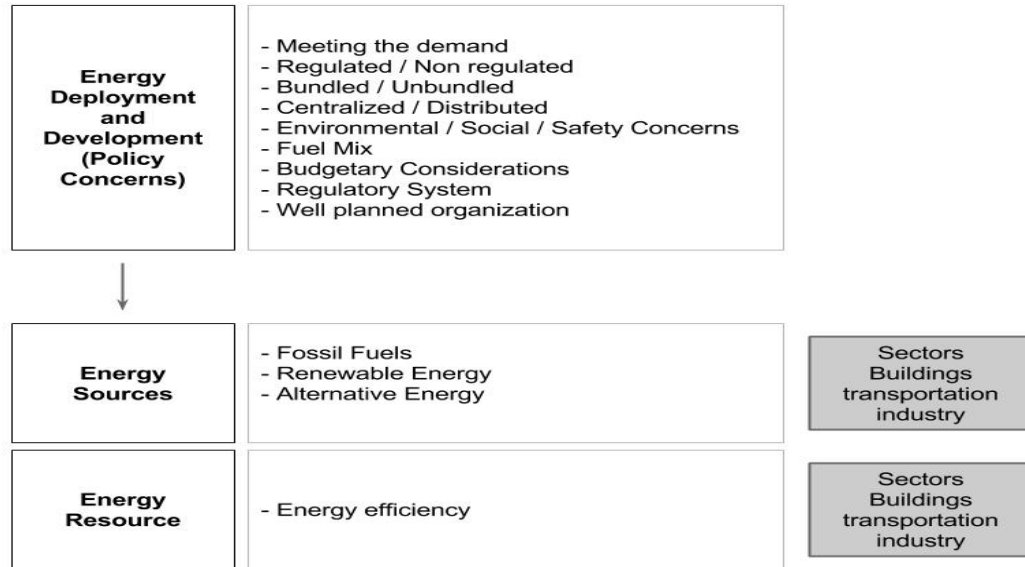 Energy
Deployment
and
Development
(Policy
Concerns)
- Meeting the demand
- Regulated / Non regulated
- Bundled / Unbundled
- Centralized / Distributed
- Environmental / Social / Safety Concerns
- Fuel Mix
- Budgetary Considerations
- Regulatory System
- Well planned organization
Energy
Sources
- Fossil Fuels
- Renewable Energy
- Alternative Energy
Sectors
Buildings
transportation
industry
Energy
Resource
- Energy efficiency
Sectors
Buildings
transportation
industry